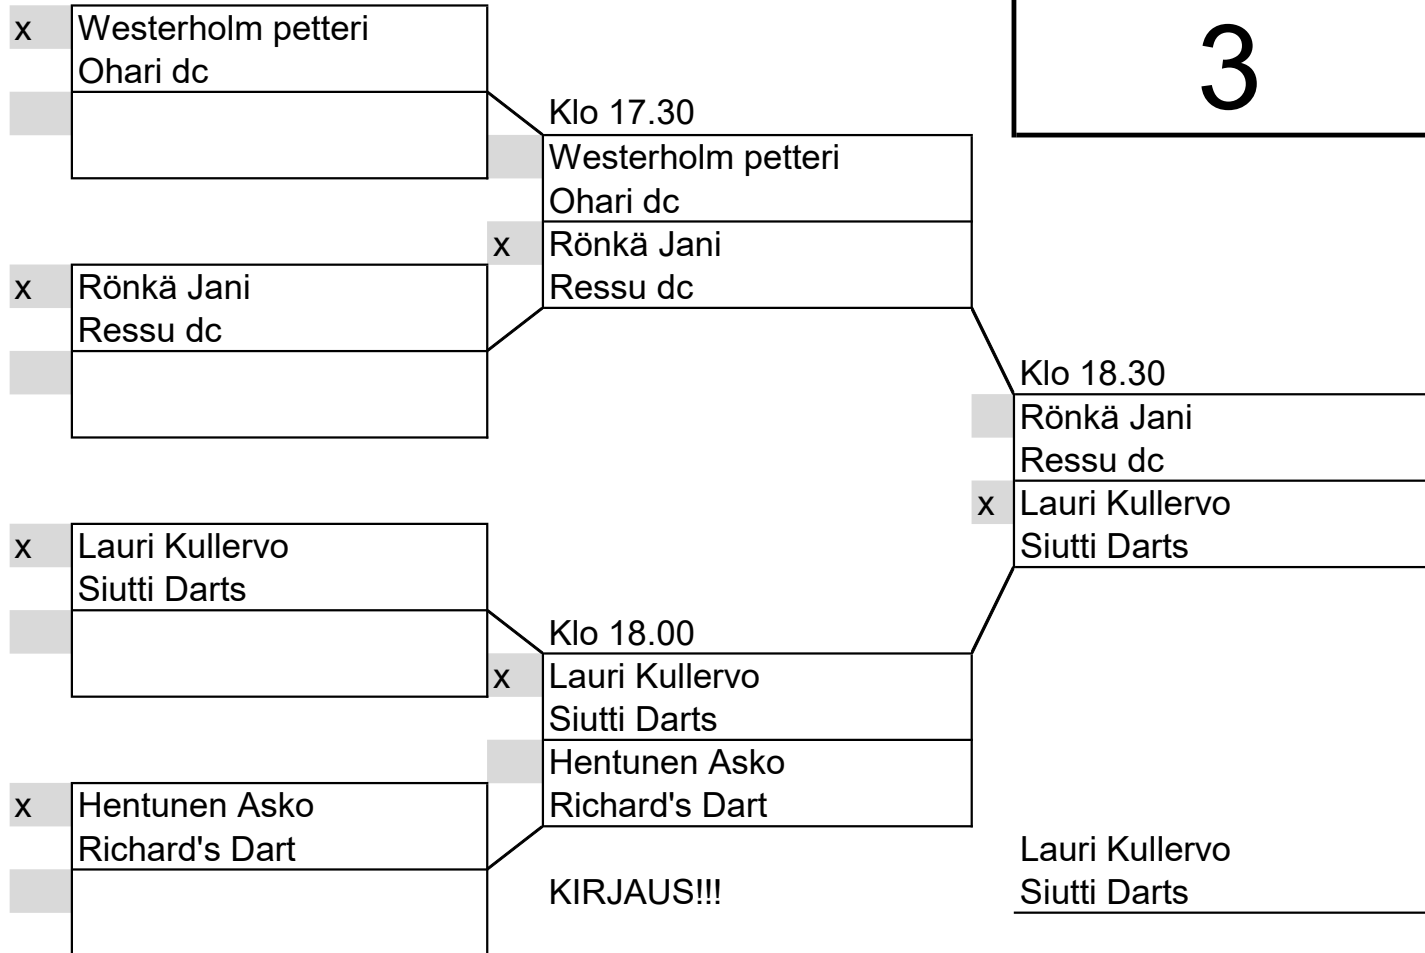 x Westerholm petteri
Ohari dc
3
Klo 17.30
Westerholm petteri
Ohari dc
x Rönkä Jani
Ressu dc
x Rönkä Jani
Ressu dc
Klo 18.30
Rönkä Jani
Ressu dc
x Lauri Kullervo
Siutti Darts
x Lauri Kullervo
Siutti Darts
Klo 18.00
x Lauri Kullervo
Siutti Darts
Hentunen Asko
Richard's Dart
x Hentunen Asko
Richard's Dart
KIRJAUS!!!
Lauri Kullervo
Siutti Darts